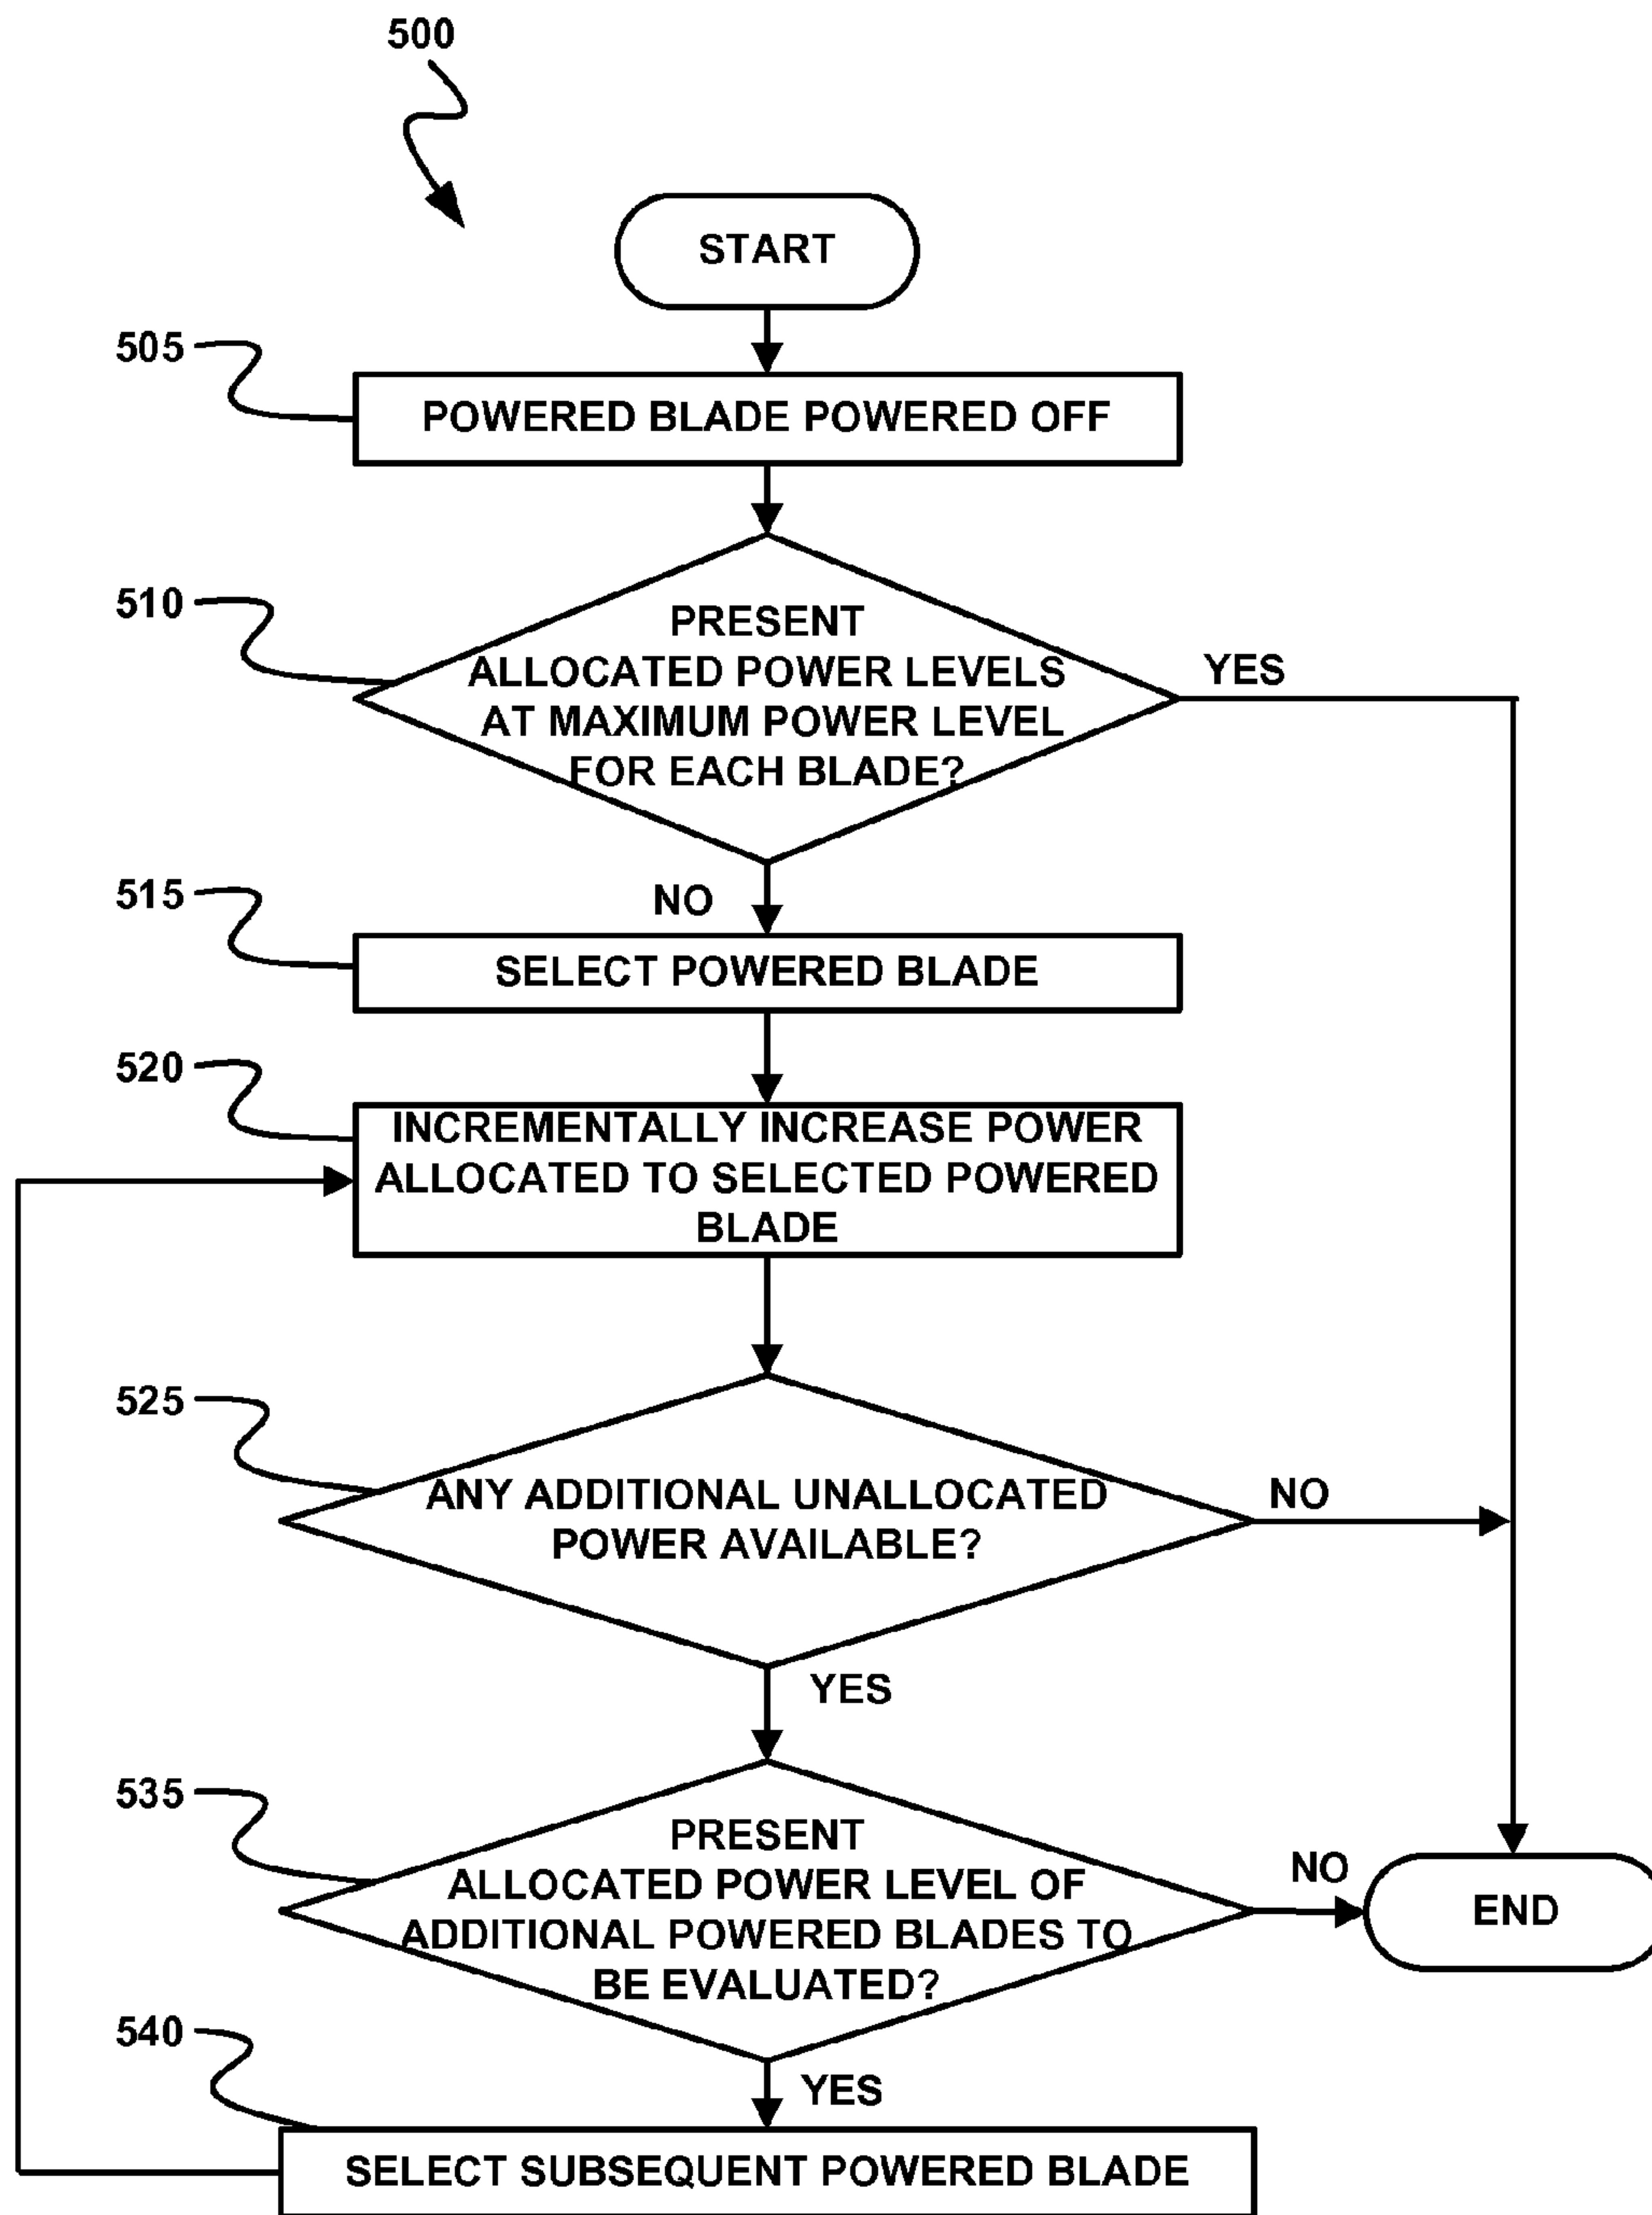 500
START
505
POWERED BLADE POWERED OFF
510
PRESENT
ALLOCATED POWER LEVELS
AT MAXIMUM POWER LEVEL
FOR EACH BLADE?
YES
NO
515
SELECT POWERED BLADE
520
INCREMENTALLY INCREASE POWER
ALLOCATED TO SELECTED POWERED
BLADE
525
ANY ADDITIONAL UNALLOCATED
POWER AVAILABLE?
NO
YES
535
PRESENT
ALLOCATED POWER LEVEL OF
ADDITIONAL POWERED BLADES TO
BE EVALUATED?
NO
END
YES
540
SELECT SUBSEQUENT POWERED BLADE